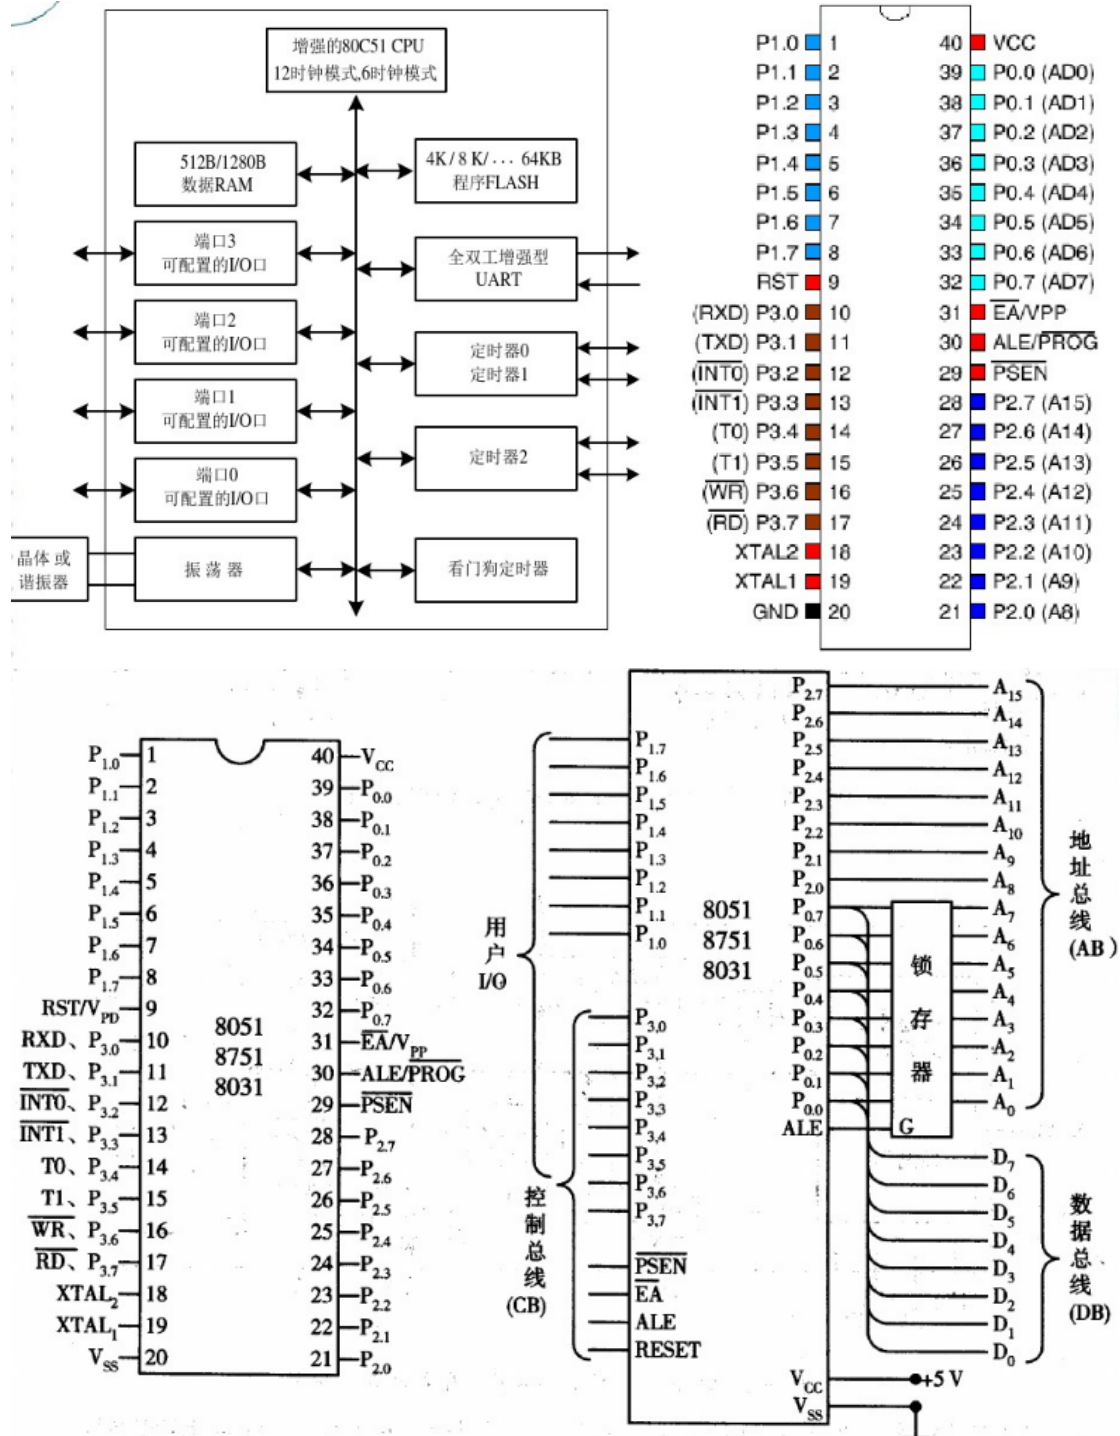 增强的80C51 CPU
12时钟模式,6时钟模式
512B/1280B
数据RAM
4K / 8 K/ ... 64KB
程序FLASH
端口3
可配置的I/O口
全双工增强型
UART
端口2
可配置的I/O口
定时器0
定时器1
端口1
可配置的I/O口
定时器2
端口0
可配置的I/O口
晶体 或
谐振器
振 荡 器
看门狗定时器
P1.0 1 40 VCC
P1.1 2 39 P0.0 (AD0)
P1.2 3 38 P0.1 (AD1)
P1.3 4 37 P0.2 (AD2)
P1.4 5 36 P0.3 (AD3)
P1.5 6 35 P0.4 (AD4)
P1.6 7 34 P0.5 (AD5)
P1.7 8 33 P0.6 (AD6)
RST 9 32 P0.7 (AD7)
(RXD) P3.0 10 31 EA/VPP
(TXD) P3.1 11 30 ALE/PROG
(INT0) P3.2 12 29 PSEN
(INT1) P3.3 13 28 P2.7 (A15)
(T0) P3.4 14 27 P2.6 (A14)
(T1) P3.5 15 26 P2.5 (A13)
(WR) P3.6 16 25 P2.4 (A12)
(RD) P3.7 17 24 P2.3 (A11)
XTAL2 18 23 P2.2 (A10)
XTAL1 19 22 P2.1 (A9)
GND 20 21 P2.0 (A8)
P1.0 1 40 VCC
P1.1 2 39 P0.0
P1.2 3 38 P0.1
P1.3 4 37 P0.2
P1.4 5 36 P0.3
P1.5 6 35 P0.4
P1.6 7 34 P0.5
P1.7 8 33 P0.6
RST/VPD 9 32 P0.7
RXD、P3.0 10 31 EA/VPP
TXD、P3.1 11 30 ALE/PROG
INT0、P3.2 12 29 PSEN
INT1、P3.3 13 28 P2.7
T0、P3.4 14 27 P2.6
T1、P3.5 15 26 P2.5
WR、P3.6 16 25 P2.4
RD、P3.7 17 24 P2.3
XTAL2 18 23 P2.2
XTAL1 19 22 P2.1
VSS 20 21 P2.0
8051
8751
8031
用户I/O
P1.7
P1.6
P1.5
P1.4
P1.3
P1.2
P1.1
P1.0
控制总线(CB)
P3,0
P3,1
P3,2
P3,3
P3,4
P3,5
P3,6
P3,7
PSEN
EA
ALE
RESET
8051
8751
8031
P2.7 A15
P2.6 A14
P2.5 A13
P2.4 A12
P2.3 A11
P2.2 A10
P2.1 A9
P2.0 A8
P0.7 A7
P0.6 A6
P0.5 A5
P0.4 A4
P0.3 A3
P0.2 A2
P0.1 A1
P0.0 A0
ALE G
锁存器
地址总线(AB)
D7
D6
D5
D4
D3
D2
D1
D0
数据总线(DB)
VCC +5 V
VSS